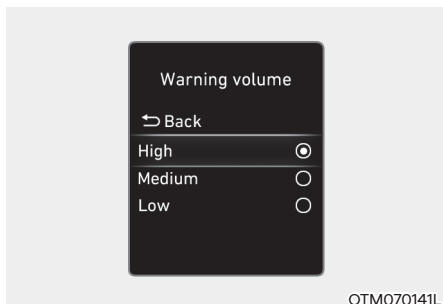 Warning volume
Back
High
Medium
Low
OTM070141L